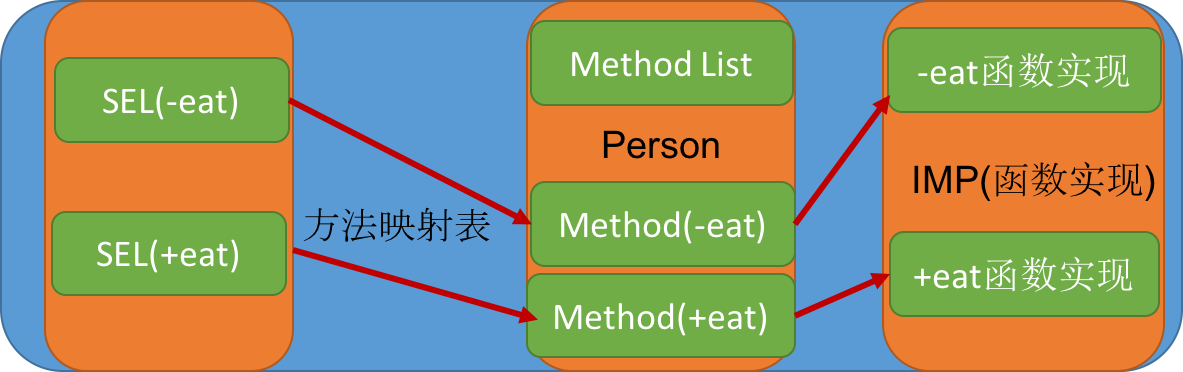 SEL(-eat)
SEL(+eat)
方法映射表
Method List
Person
Method(-eat)
Method(+eat)
-eat函数实现
IMP(函数实现)
+eat函数实现